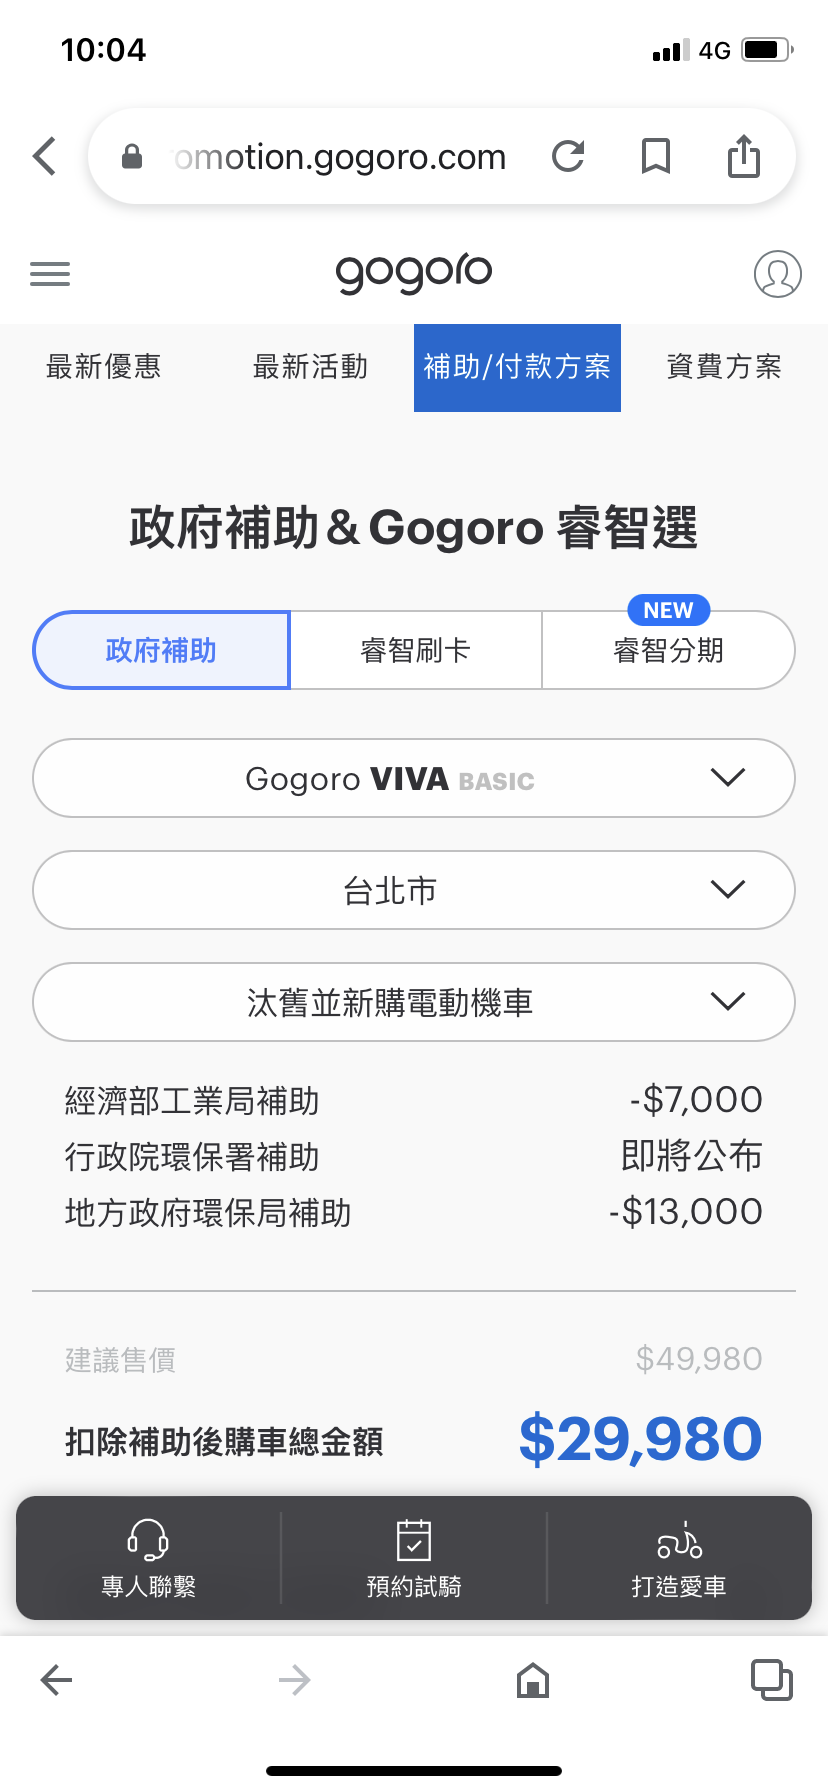 10:04
4G
omotion.gogoro.com
gogoro
最新優惠 最新活動 補助/付款方案 資費方案
政府補助&Gogoro 睿智選
NEW
政府補助 睿智刷卡 睿智分期
Gogoro VIVA BASIC
台北市
汰舊並新購電動機車
經濟部工業局補助 -$7,000
行政院環保署補助 即將公布
地方政府環保局補助 -$13,000
建議售價 $49,980
扣除補助後購車總金額 $29,980
專人聯繫 預約試騎 打造愛車